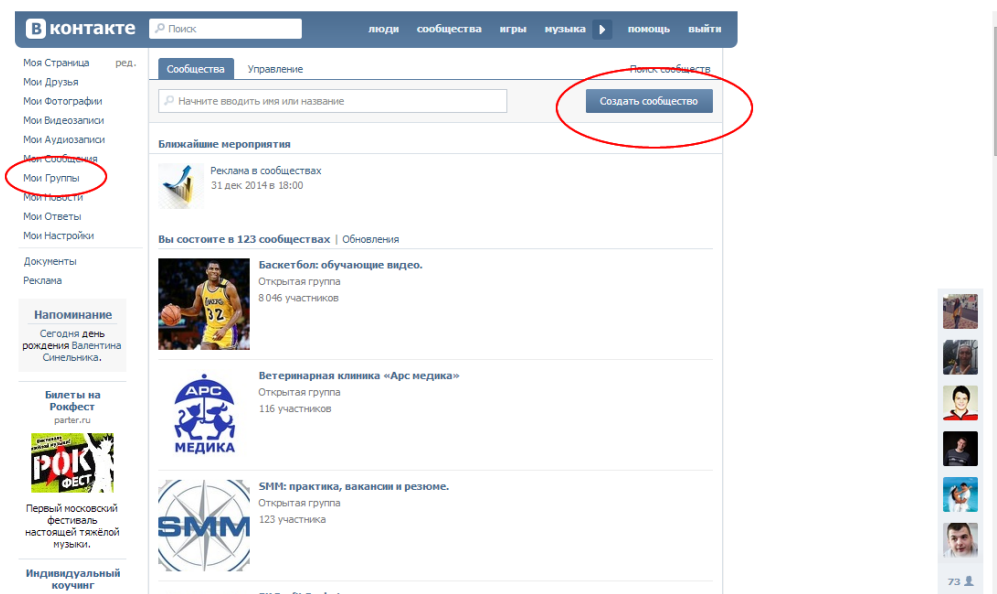 В контакте
Поиск
люди сообщества игры музыка помощь выйти
Моя Страница ред.
Мои Друзья
Мои Фотографии
Мои Видеозаписи
Мои Аудиозаписи
Мои Сообщения
Мои Группы
Мои Новости
Мои Ответы
Мои Настройки
Документы
Реклама
Напоминание
Сегодня день
рождения Валентина
Синельника.
Билеты на
Рокфест
parter.ru
РОК
ФЕСТ
Первый московский
фестиваль
настоящей тяжёлой
музыки.
Индивидуальный
коучинг
Сообщества Управление Поиск сообществ
Начните вводить имя или название
Создать сообщество
Ближайшие мероприятия
Реклама в сообществах
31 дек 2014 в 18:00
Вы состоите в 123 сообществах | Обновления
Баскетбол: обучающие видео.
Открытая группа
8 046 участников
32
Ветеринарная клиника «Арс медика»
Открытая группа
116 участников
АРС
МЕДИКА
SMM: практика, вакансии и резюме.
Открытая группа
123 участника
SMM
73